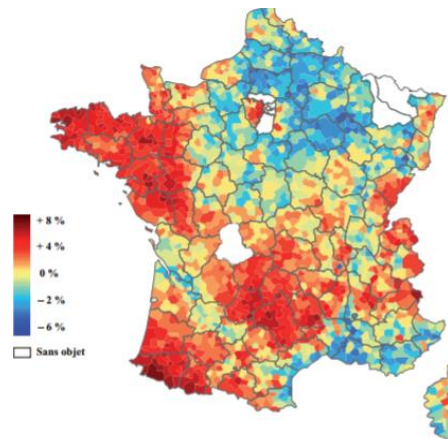 + 8 %
+ 4 %
0 %
– 2 %
– 6 %
Sans objet